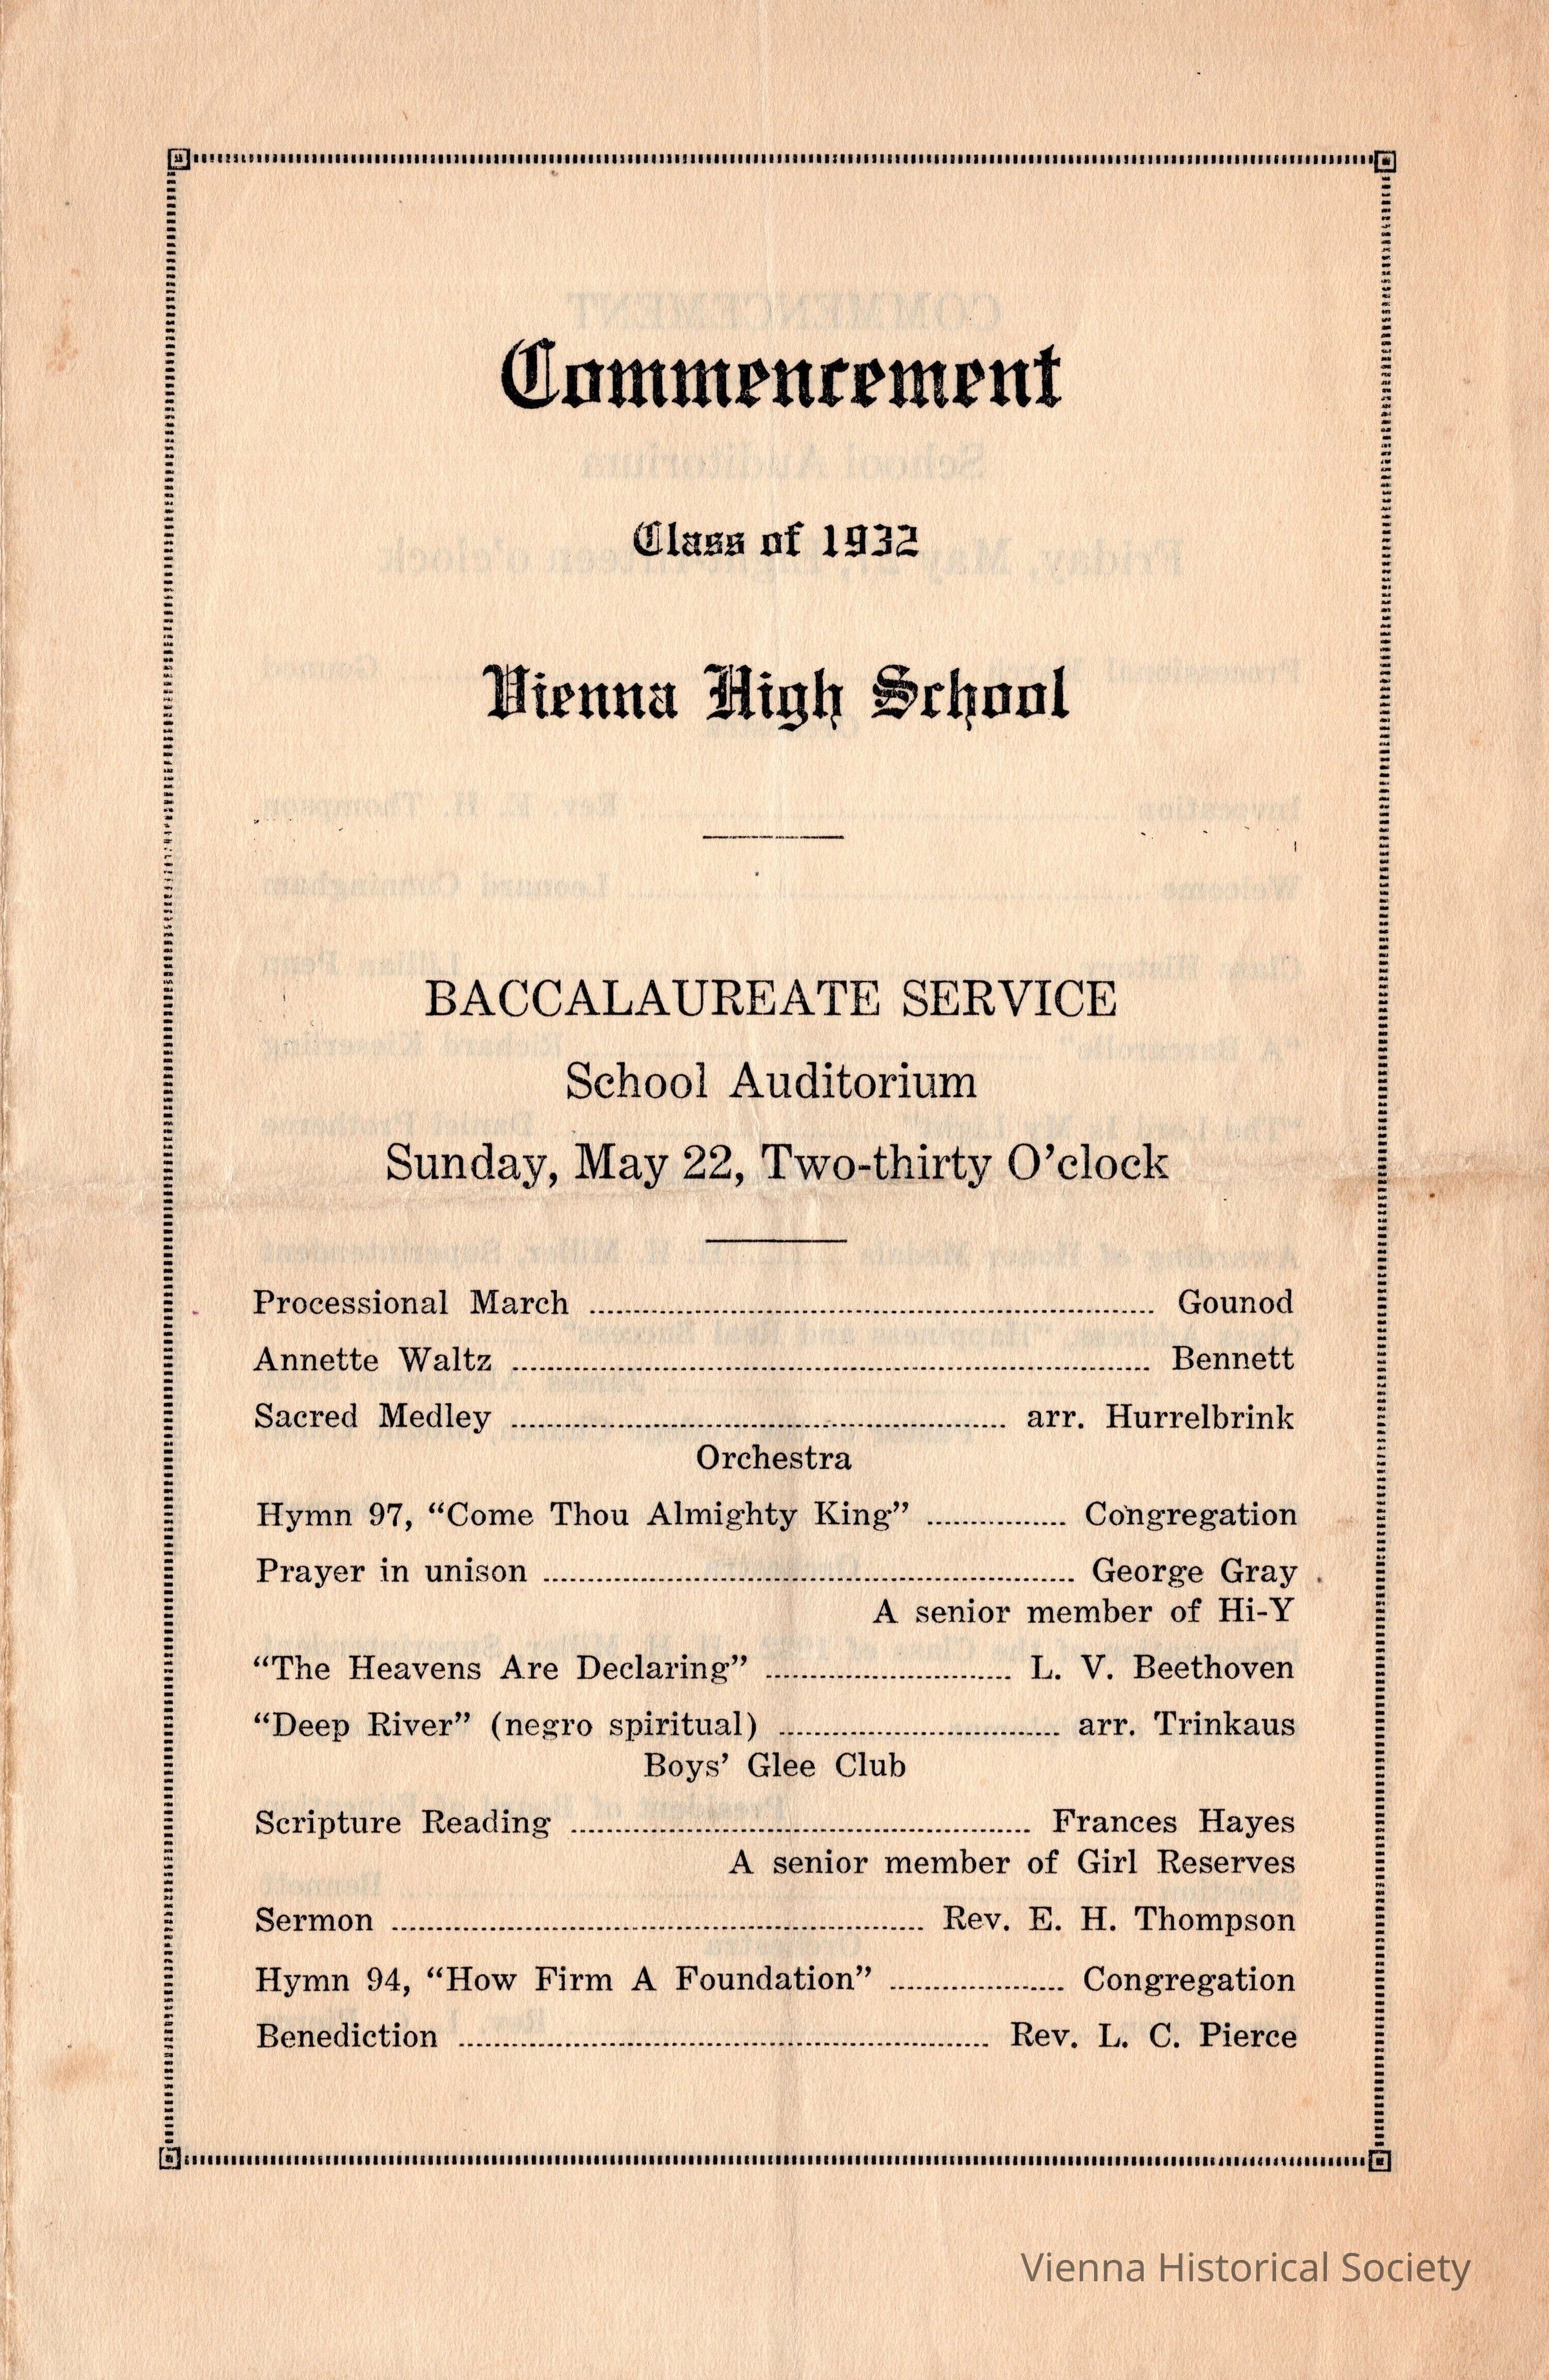 Commencement
Class of 1932
Vienna High School
BACCALAUREATE SERVICE
School Auditorium
Sunday, May 22, Two-thirty O’clock
Processional March ........ Gounod
Annette Waltz ........ Bennett
Sacred Medley ........ arr. Hurrelbrink
Orchestra
Hymn 97, “Come Thou Almighty King” ........ Congregation
Prayer in unison ........ George Gray
A senior member of Hi-Y
“The Heavens Are Declaring” ........ L. V. Beethoven
“Deep River” (negro spiritual) ........ arr. Trinkaus
Boys’ Glee Club
Scripture Reading ........ Frances Hayes
A senior member of Girl Reserves
Sermon ........ Rev. E. H. Thompson
Hymn 94, “How Firm A Foundation” ........ Congregation
Benediction ........ Rev. L. C. Pierce
Vienna Historical Society